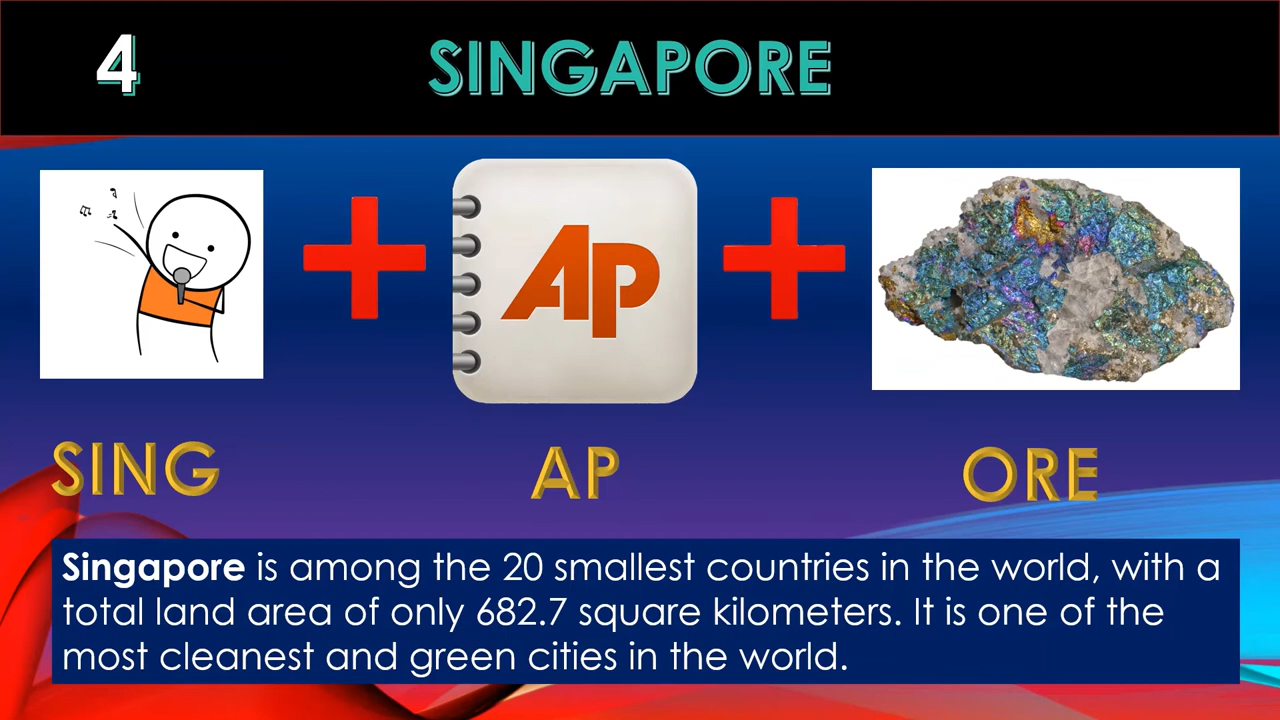 4
SINGAPORE
AP
SING
AP
ORE
Singapore is among the 20 smallest countries in the world, with a
total land area of only 682.7 square kilometers. It is one of the
most cleanest and green cities in the world.